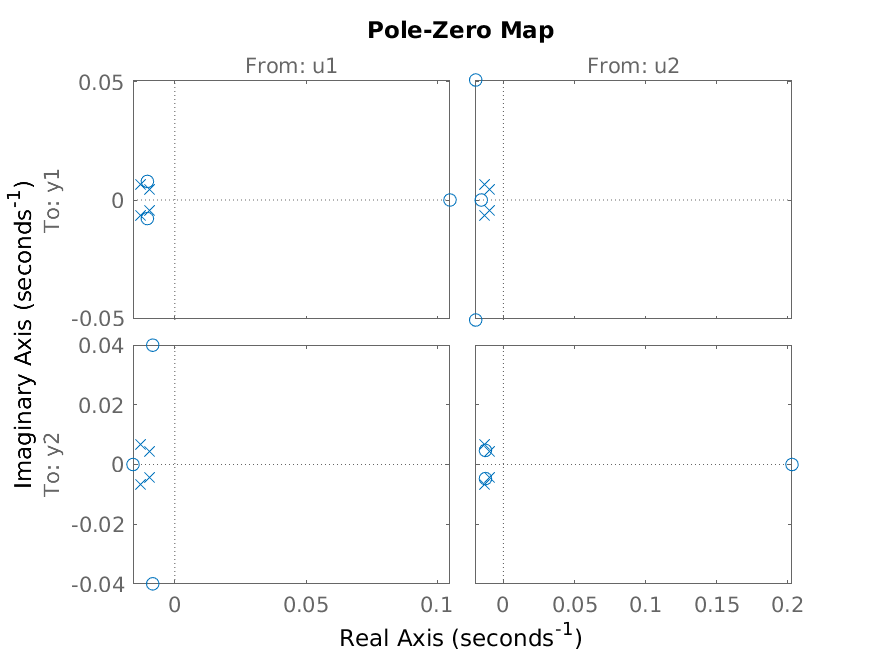 Pole-Zero Map
From: u1
From: u2
To: y1
0.05
0
-0.05
To: y2
0.04
0.02
0
-0.02
-0.04
0
0.05
0.1
0
0.05
0.1
0.15
0.2
Imaginary Axis (seconds⁻¹)
Real Axis (seconds⁻¹)